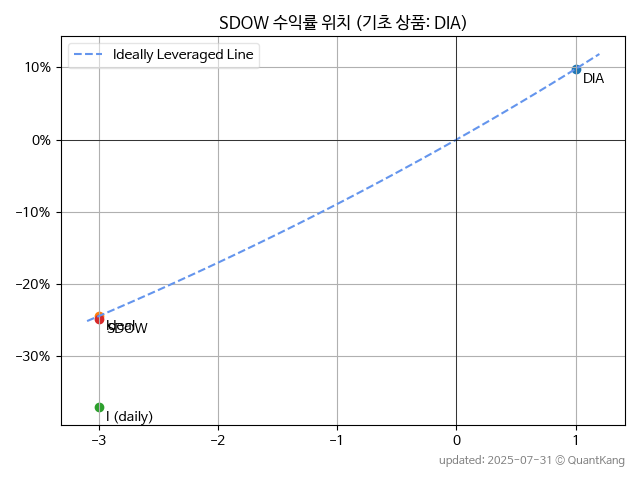 SDOW 수익률 위치 (기초 상품: DIA)
Ideally Leveraged Line
10%
DIA
0%
-10%
-20%
Ideal
SDOW
-30%
I (daily)
-3
-2
-1
0
1
updated: 2025-07-31 © QuantKang